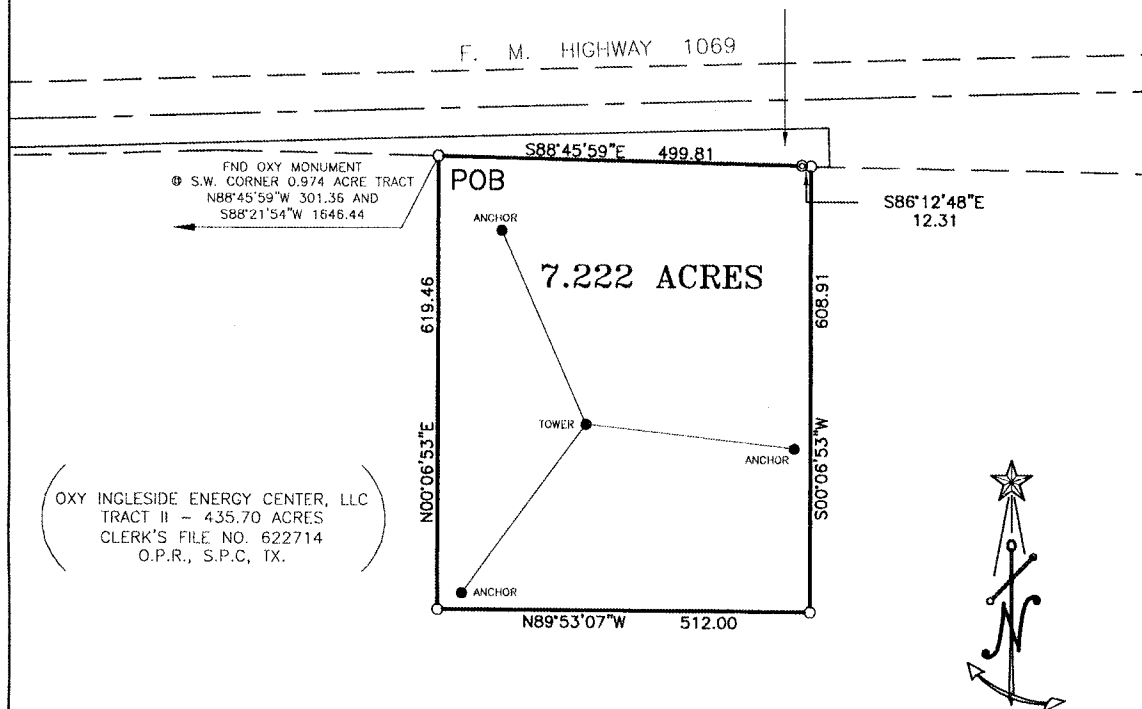 F. M. HIGHWAY 1069
S88°45'59"E 499.81
FND OXY MONUMENT
@ S.W. CORNER 0.974 ACRE TRACT
N88°45'59"W 301.36 AND
S88°21'54"W 1646.44
POB
S86°12'48"E
12.31
ANCHOR
7.222 ACRES
619.46
608.91
TOWER
ANCHOR
N00°06'53"E
S00°06'53"W
OXY INGLESIDE ENERGY CENTER, LLC
TRACT II - 435.70 ACRES
CLERK'S FILE NO. 622714
O.P.R., S.P.C, TX.
ANCHOR
N89°53'07"W 512.00
N